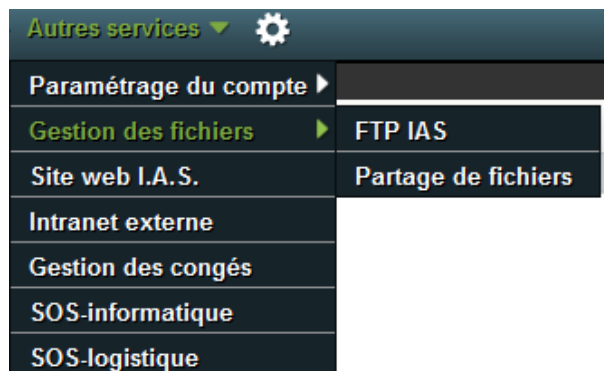 Autres services
Paramétrage du compte
Gestion des fichiers
FTP IAS
Site web I.A.S.
Partage de fichiers
Intranet externe
Gestion des congés
SOS-informatique
SOS-logistique